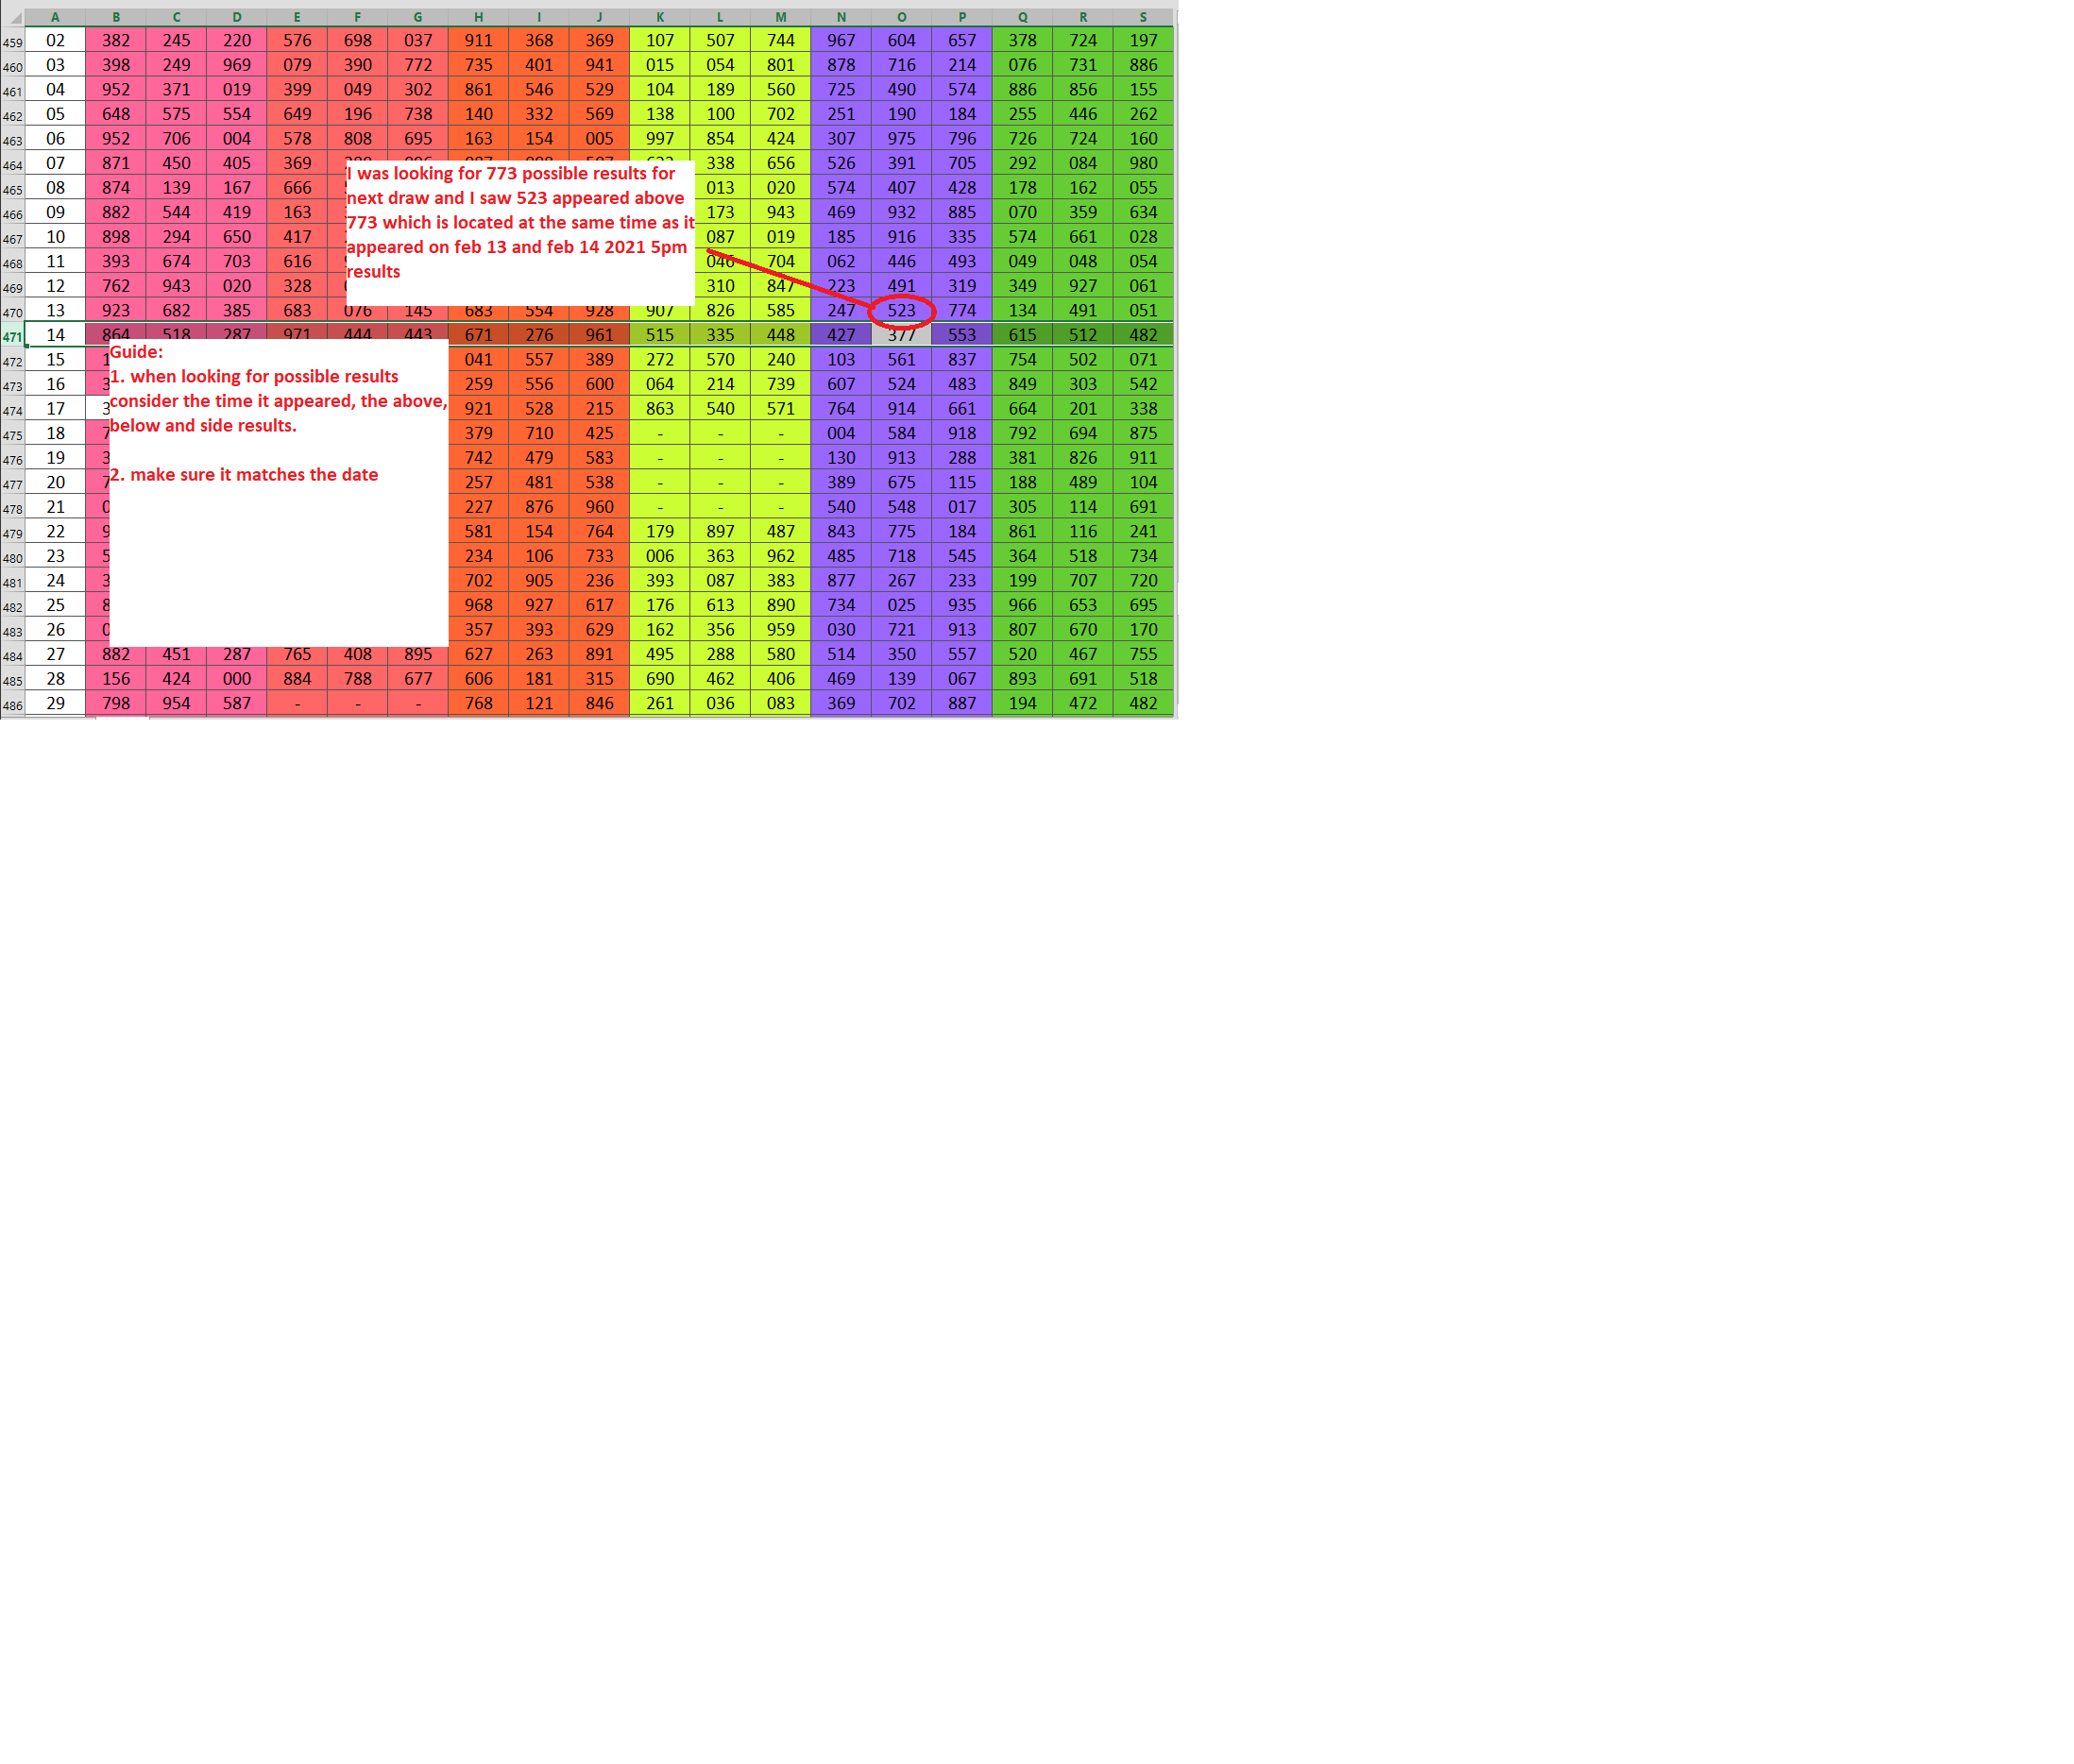 A B C D E F G H I J K L M N O P Q R S
459 02 382 245 220 576 698 037 911 368 369 107 507 744 967 604 657 378 724 197
460 03 398 249 969 079 390 772 735 401 941 015 054 801 878 716 214 076 731 886
461 04 952 371 019 399 049 302 861 546 529 104 189 560 725 490 574 886 856 155
462 05 648 575 554 649 196 738 140 332 569 138 100 702 251 190 184 255 446 262
463 06 952 706 004 578 808 695 163 154 005 997 854 424 307 975 796 726 724 160
464 07 871 450 405 369 338 656 526 391 705 292 084 980
465 08 874 139 167 666 013 020 574 407 428 178 162 055
466 09 882 544 419 163 173 943 469 932 885 070 359 634
467 10 898 294 650 417 087 019 185 916 335 574 661 028
468 11 393 674 703 616 046 704 062 446 493 049 048 054
469 12 762 943 020 328 310 847 223 491 319 349 927 061
I was looking for 773 possible results for
next draw and I saw 523 appeared above
773 which is located at the same time as it
appeared on feb 13 and feb 14 2021 5pm
results
470 13 923 682 385 683 076 145 683 554 928 907 826 585 247 523 774 134 491 051
471 14 864 518 287 971 444 443 671 276 961 515 335 448 427 377 553 615 512 482
472 15 1 041 557 389 272 570 240 103 561 837 754 502 071
473 16 3 259 556 600 064 214 739 607 524 483 849 303 542
474 17 3 921 528 215 863 540 571 764 914 661 664 201 338
475 18 7 379 710 425 - - - 004 584 918 792 694 875
476 19 3 742 479 583 - - - 130 913 288 381 826 911
477 20 7 257 481 538 - - - 389 675 115 188 489 104
478 21 0 227 876 960 - - - 540 548 017 305 114 691
479 22 9 581 154 764 179 897 487 843 775 184 861 116 241
480 23 5 234 106 733 006 363 962 485 718 545 364 518 734
481 24 3 702 905 236 393 087 383 877 267 233 199 707 720
482 25 8 968 927 617 176 613 890 734 025 935 966 653 695
483 26 0 357 393 629 162 356 959 030 721 913 807 670 170
Guide:
1. when looking for possible results
consider the time it appeared, the above,
below and side results.
2. make sure it matches the date
484 27 882 451 287 765 408 895 627 263 891 495 288 580 514 350 557 520 467 755
485 28 156 424 000 884 788 677 606 181 315 690 462 406 469 139 067 893 691 518
486 29 798 954 587 - - - 768 121 846 261 036 083 369 702 887 194 472 482